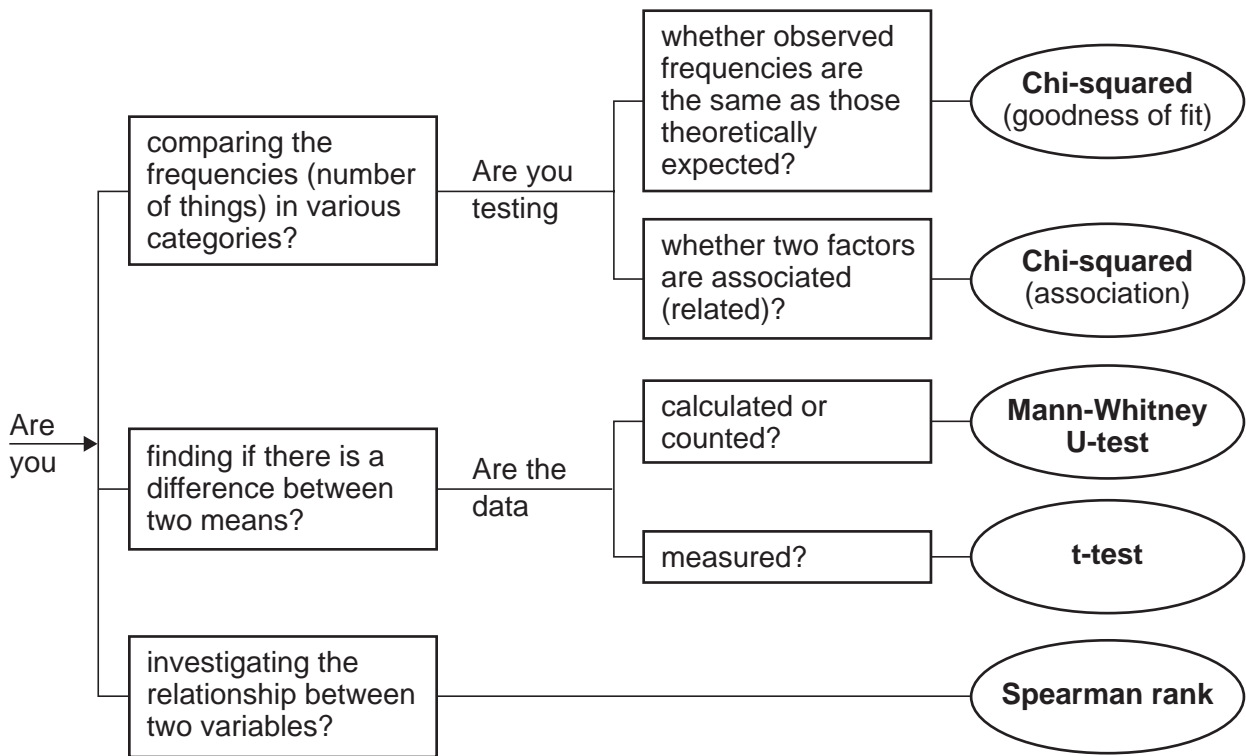 whether observed
frequencies are
the same as those
theoretically
expected?
Chi-squared
(goodness of fit)
comparing the
frequencies (number
of things) in various
categories?
Are you
testing
whether two factors
are associated
(related)?
Chi-squared
(association)
Are
you
finding if there is a
difference between
two means?
Are the
data
calculated or
counted?
Mann-Whitney
U-test
measured?
t-test
investigating the
relationship between
two variables?
Spearman rank